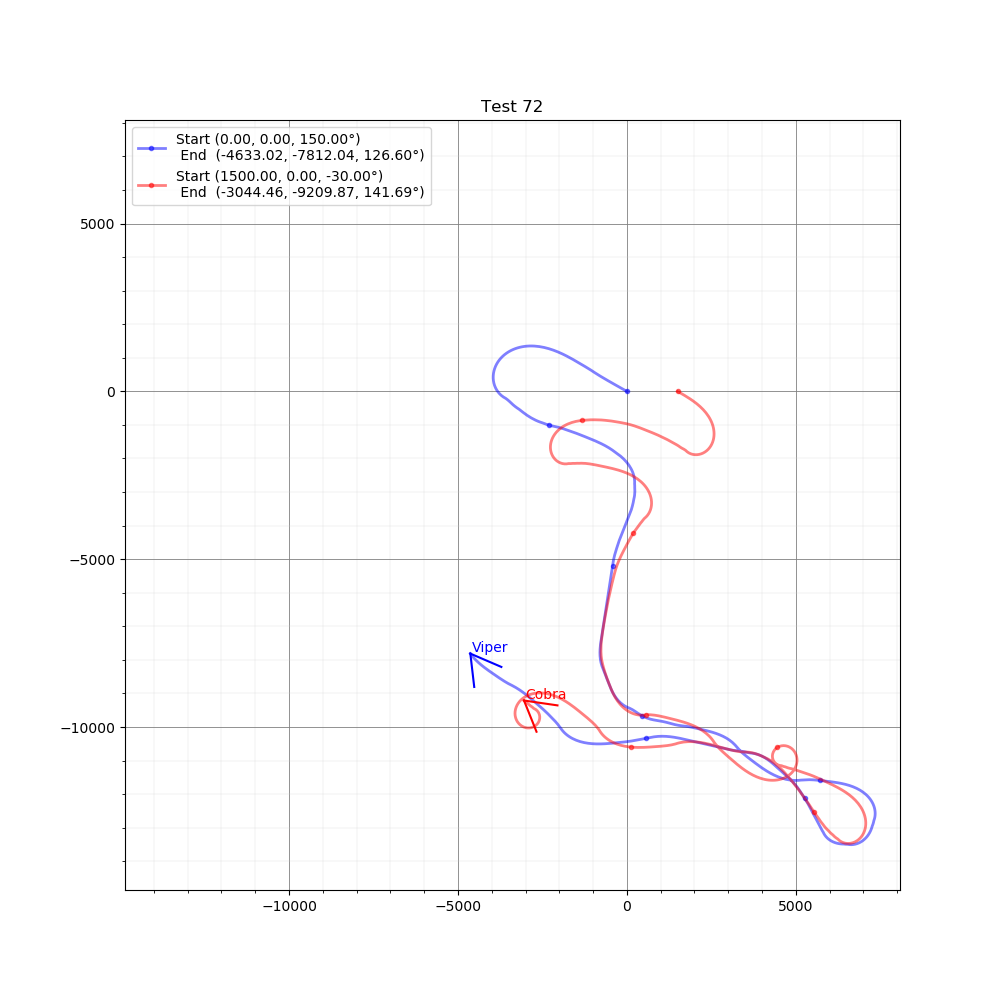 Test 72
Start (0.00, 0.00, 150.00°)
End (-4633.02, -7812.04, 126.60°)
Start (1500.00, 0.00, -30.00°)
End (-3044.46, -9209.87, 141.69°)
5000
0
−5000
−10000
Viper
Cobra
−10000
−5000
0
5000